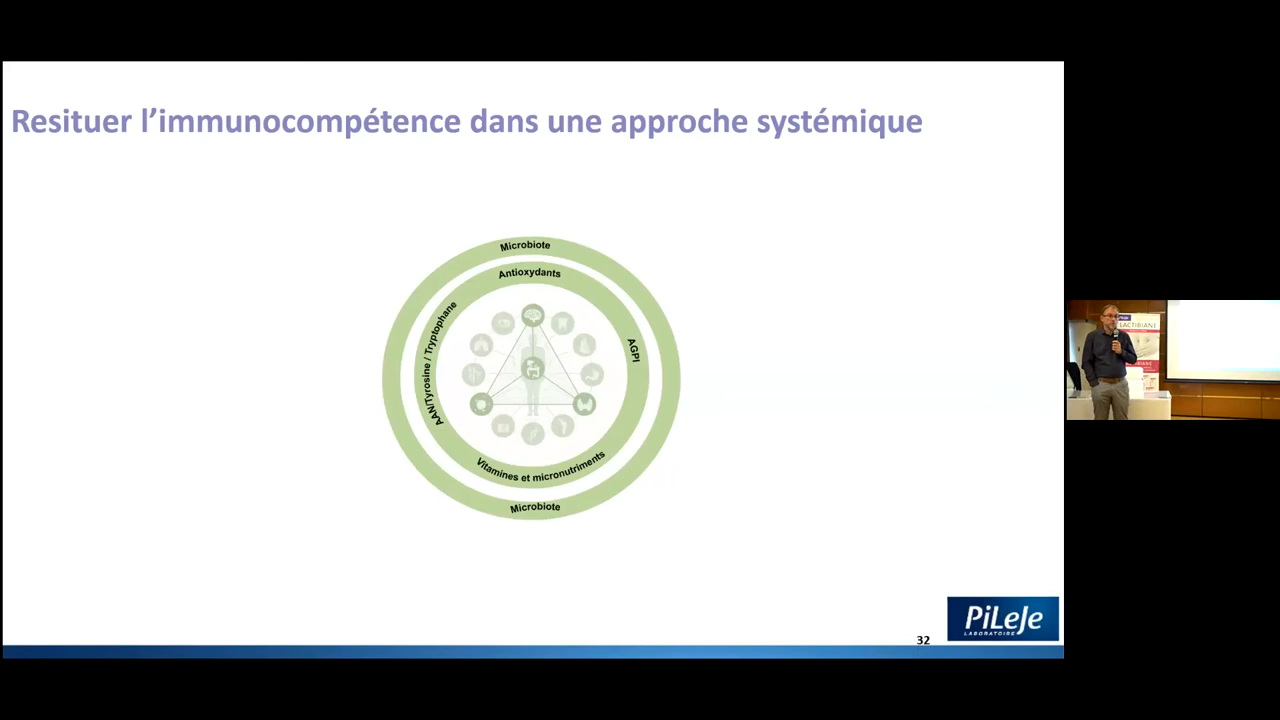 Resituer l’immunocompétence dans une approche systémique
Microbiote
Antioxydants
AAN/Tyrosine / Tryptophane
AGPI
Vitamines et micronutriments
Microbiote
PiLeJe
LABORATOIRE
32
LACTIBIANE